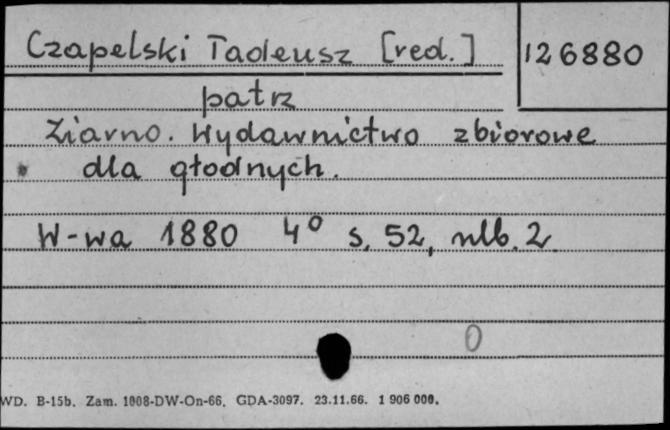 Czapelski Tadeusz [red.]
126880
patrz
Ziarno. Wydawnictwo zbiorowe
dla głodnych.
W-wa 1880 4° s. 52, nlb. 2
0
WD. B-15b. Zam. 1008-DW-On-66. GDA-3097. 23.11.66. 1 906 000.